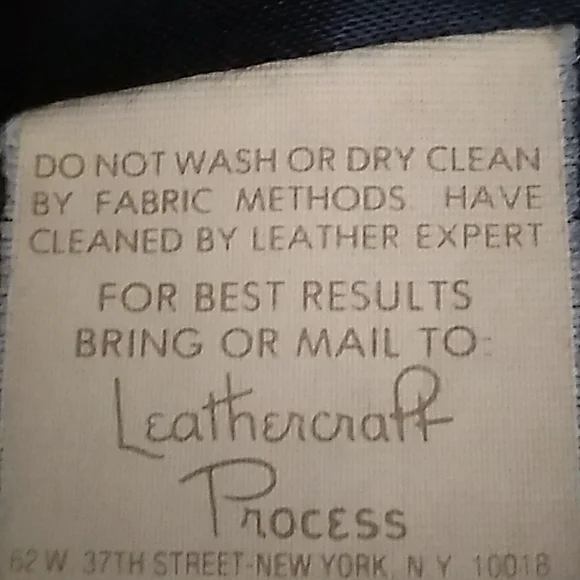 DO NOT WASH OR DRY CLEAN
BY FABRIC METHODS. HAVE
CLEANED BY LEATHER EXPERT
FOR BEST RESULTS
BRING OR MAIL TO:
Leathercraft
Process
62 W. 37TH STREET-NEW YORK, N.Y. 10018